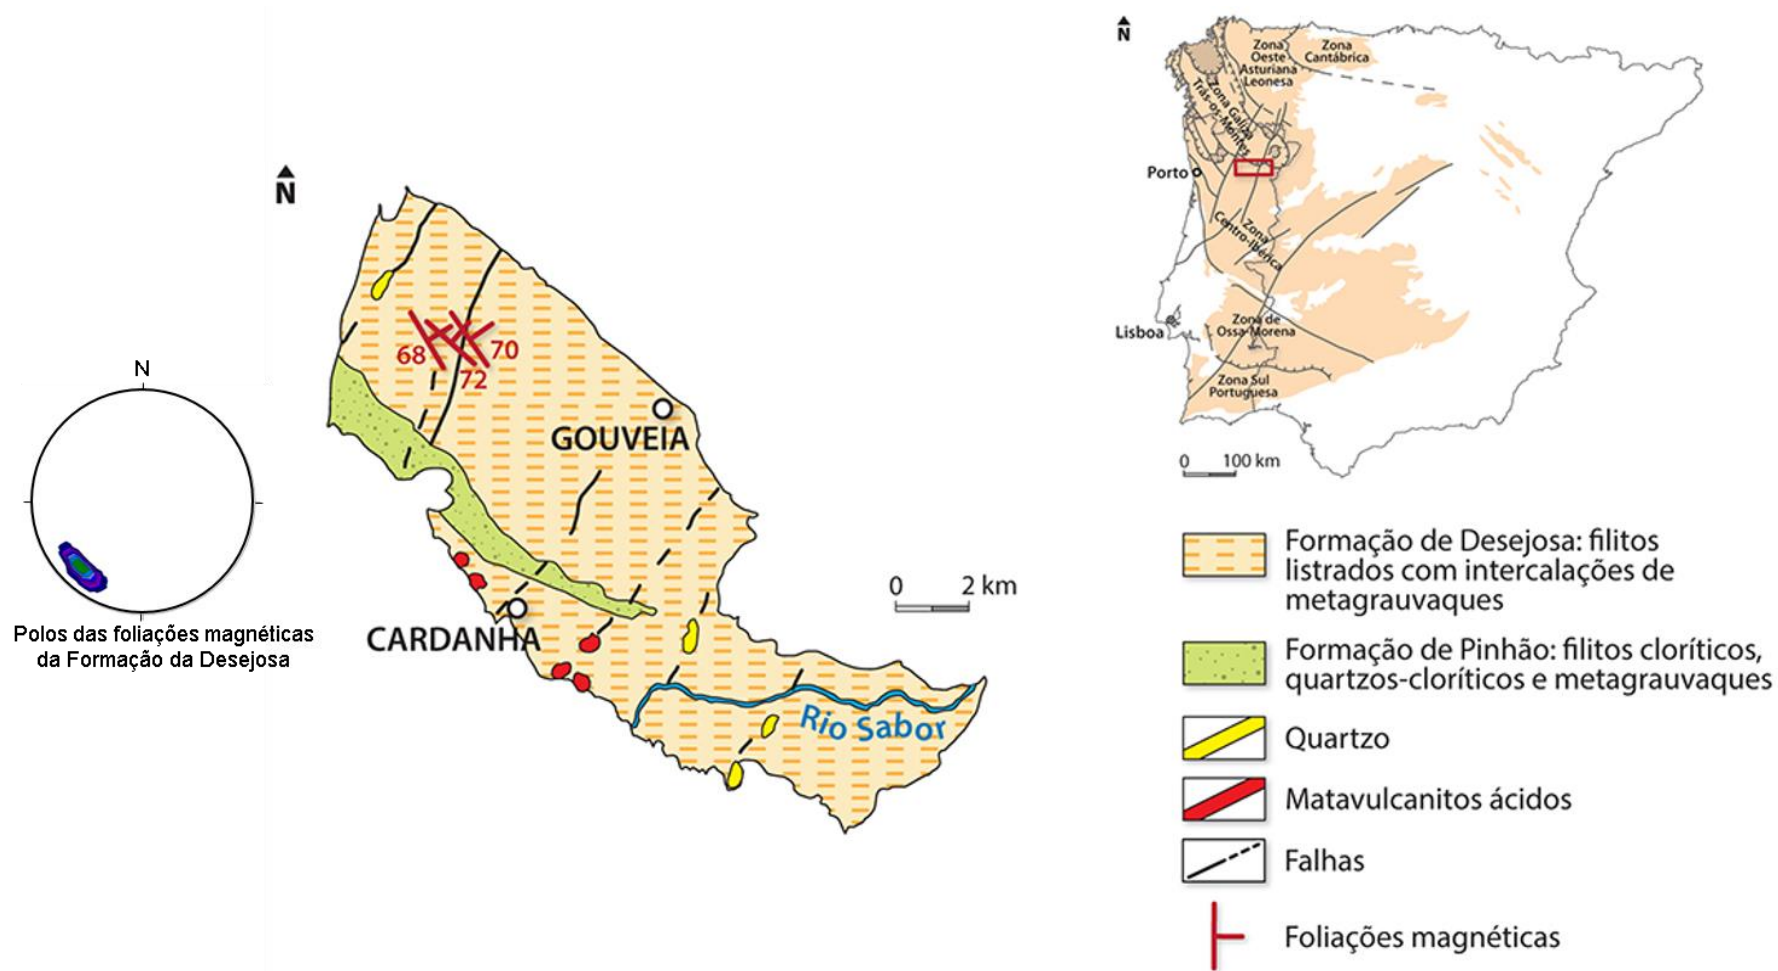 N
Polos das foliações magnéticas
da Formação da Desejosa
N
68
70
72
GOUVEIA
CARDANHA
Rio Sabor
0 2 km
N
Zona
Oeste
Asturiana
Leonesa
Zona
Cantábrica
Zona Galiza
Trás-os-Montes
Porto
Zona
Centro-Ibérica
Lisboa
Zona de
Ossa-Morena
Zona Sul
Portuguesa
0 100 km
Formação de Desejosa: filitos
listrados com intercalações de
metagrauvaques
Formação de Pinhão: filitos cloríticos,
quartzos-cloríticos e metagrauvaques
Quartzo
Matavulcanitos ácidos
Falhas
Foliações magnéticas